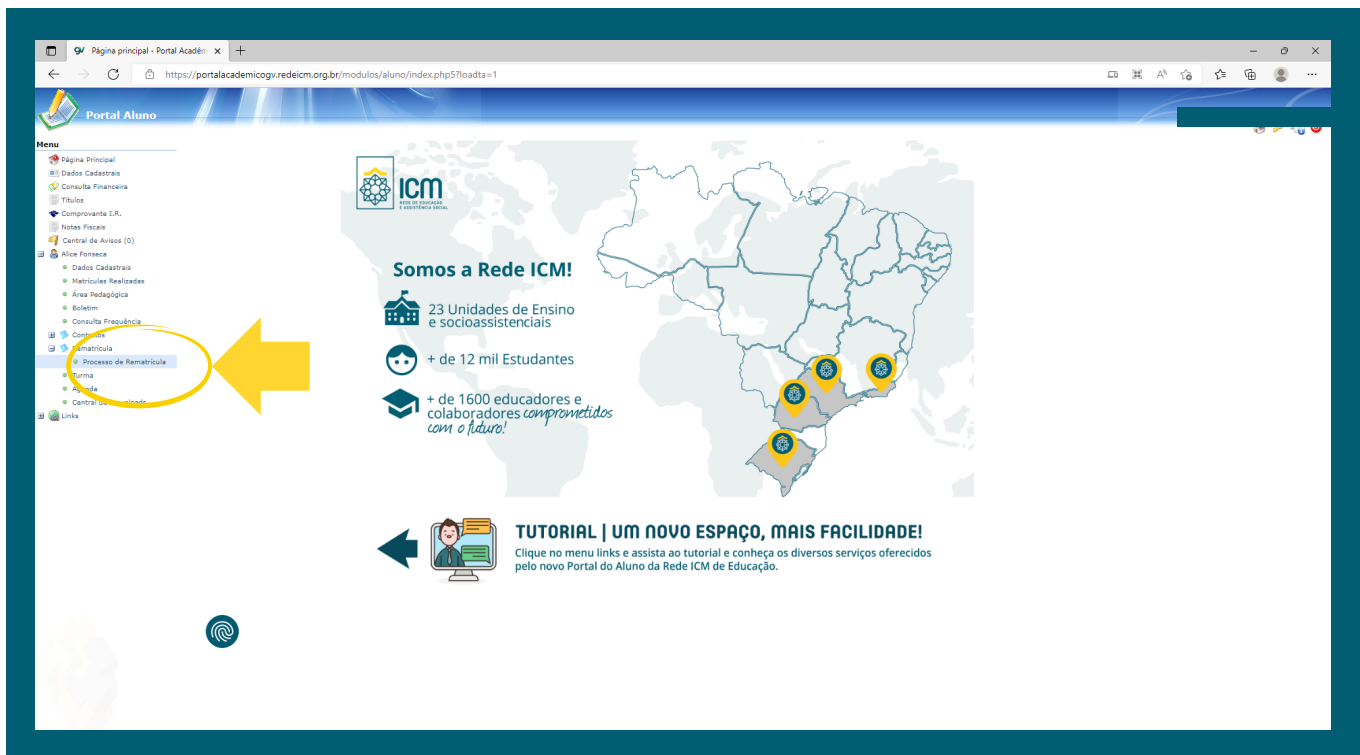 Página principal - Portal Acadêm
https://portalacademicogv.redeicm.org.br/modulos/aluno/index.php5?loadta=1
Portal Aluno
Menu
Página Principal
Dados Cadastrais
Consulta Financeira
Títulos
Comprovante I.R.
Notas Fiscais
Central de Avisos (0)
Alice Fonseca
Dados Cadastrais
Matrículas Realizadas
Área Pedagógica
Boletim
Consulta Frequência
Rematrícula
Processo de Rematrícula
Turma
Agenda
Central
Links
ICM
REDE DE EDUCAÇÃO
E ASSISTÊNCIA SOCIAL
Somos a Rede ICM!
23 Unidades de Ensino
e socioassistenciais
+ de 12 mil Estudantes
+ de 1600 educadores e
colaboradores comprometidos
com o futuro!
TUTORIAL | UM NOVO ESPAÇO, MAIS FACILIDADE!
Clique no menu links e assista ao tutorial e conheça os diversos serviços oferecidos
pelo novo Portal do Aluno da Rede ICM de Educação.